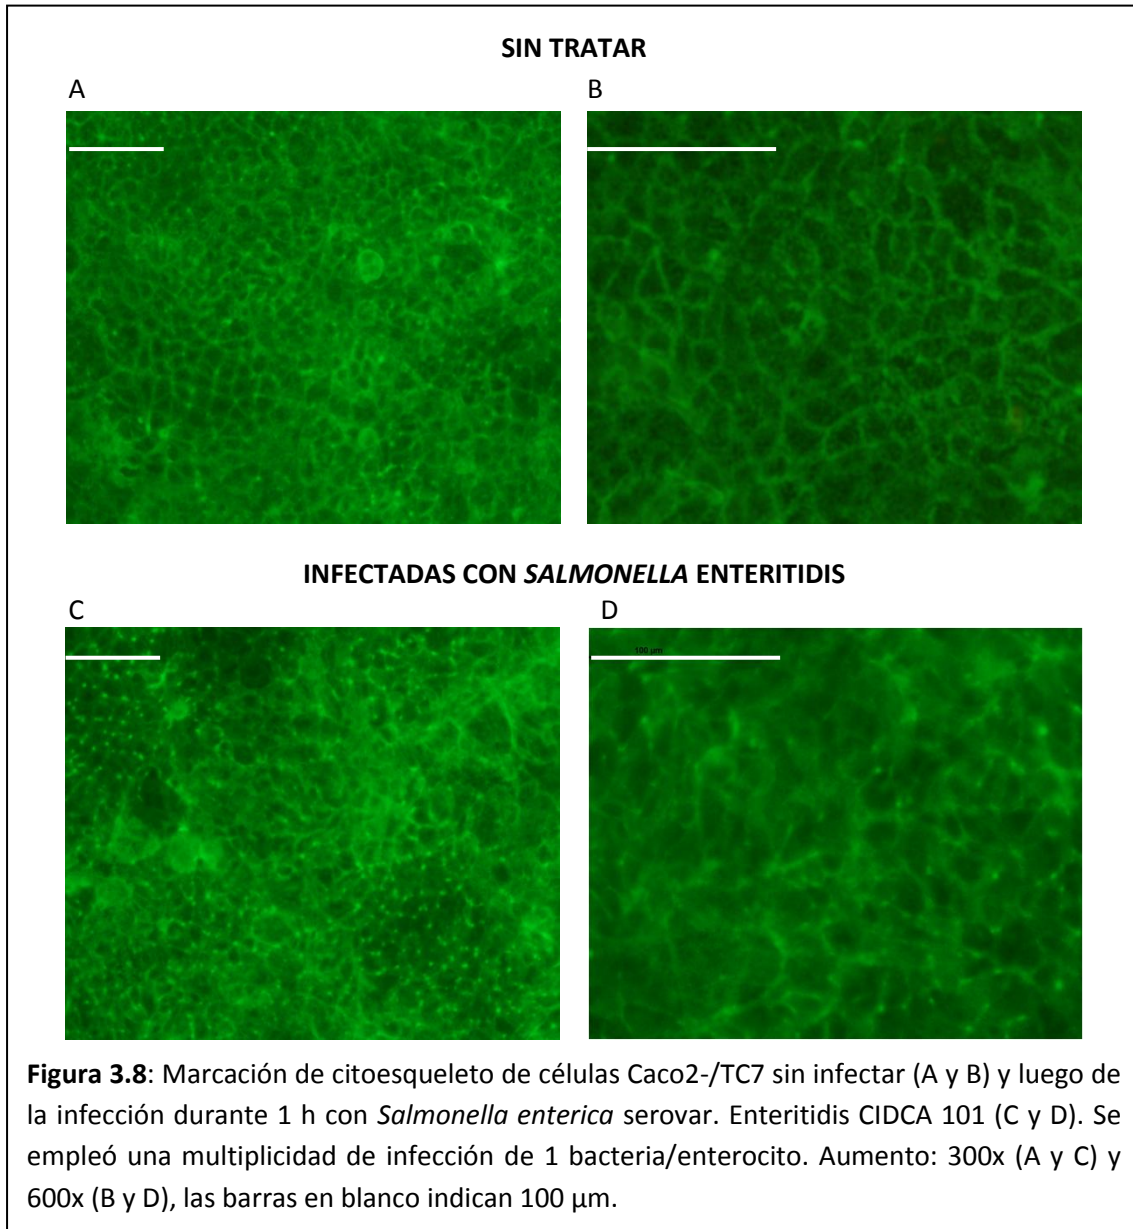 SIN TRATAR
A B
INFECTADAS CON SALMONELLA ENTERITIDIS
C D
100 µm
Figura 3.8: Marcación de citoesqueleto de células Caco2-/TC7 sin infectar (A y B) y luego de
la infección durante 1 h con Salmonella enterica serovar. Enteritidis CIDCA 101 (C y D). Se
empleó una multiplicidad de infección de 1 bacteria/enterocito. Aumento: 300x (A y C) y
600x (B y D), las barras en blanco indican 100 µm.